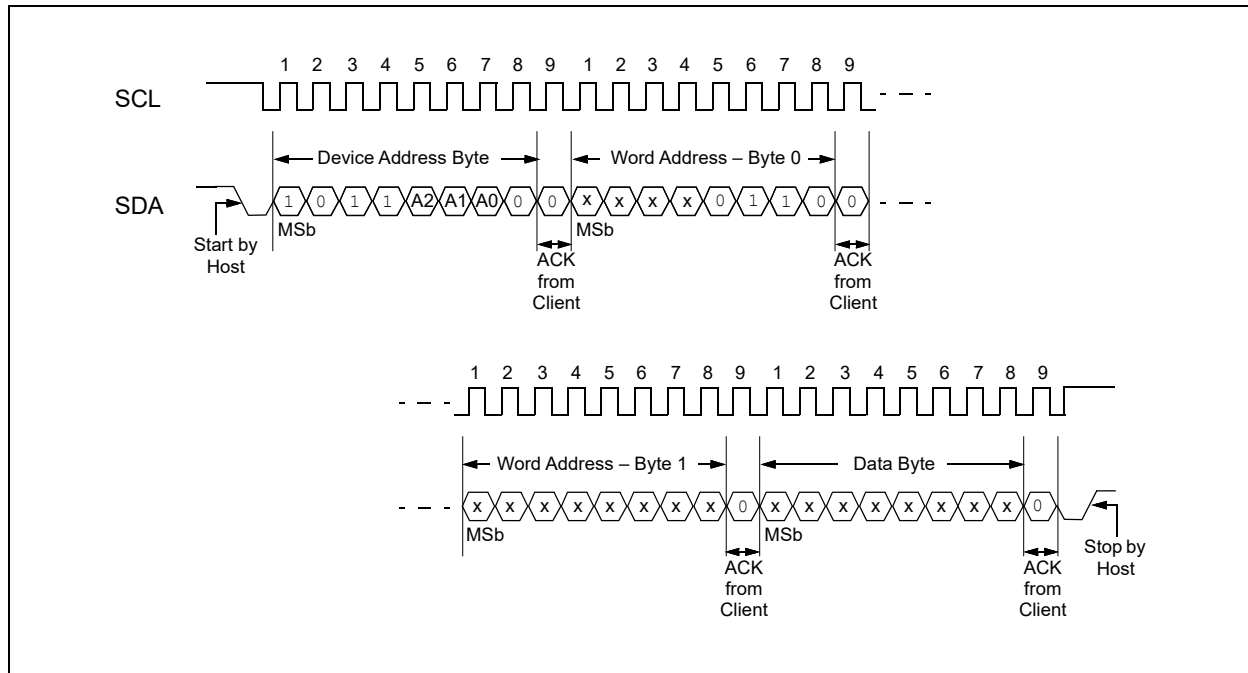 1 2 3 4 5 6 7 8 9 1 2 3 4 5 6 7 8 9
SCL
Device Address Byte Word Address – Byte 0
SDA 1 0 1 1 A2 A1 A0 0 0 x x x x 0 1 1 0 0
MSb MSb
Start by
Host
ACK
from
Client
ACK
from
Client
1 2 3 4 5 6 7 8 9 1 2 3 4 5 6 7 8 9
Word Address – Byte 1 Data Byte
x x x x x x x x 0 x x x x x x x x 0
MSb MSb
ACK
from
Client
ACK
from
Client
Stop by
Host